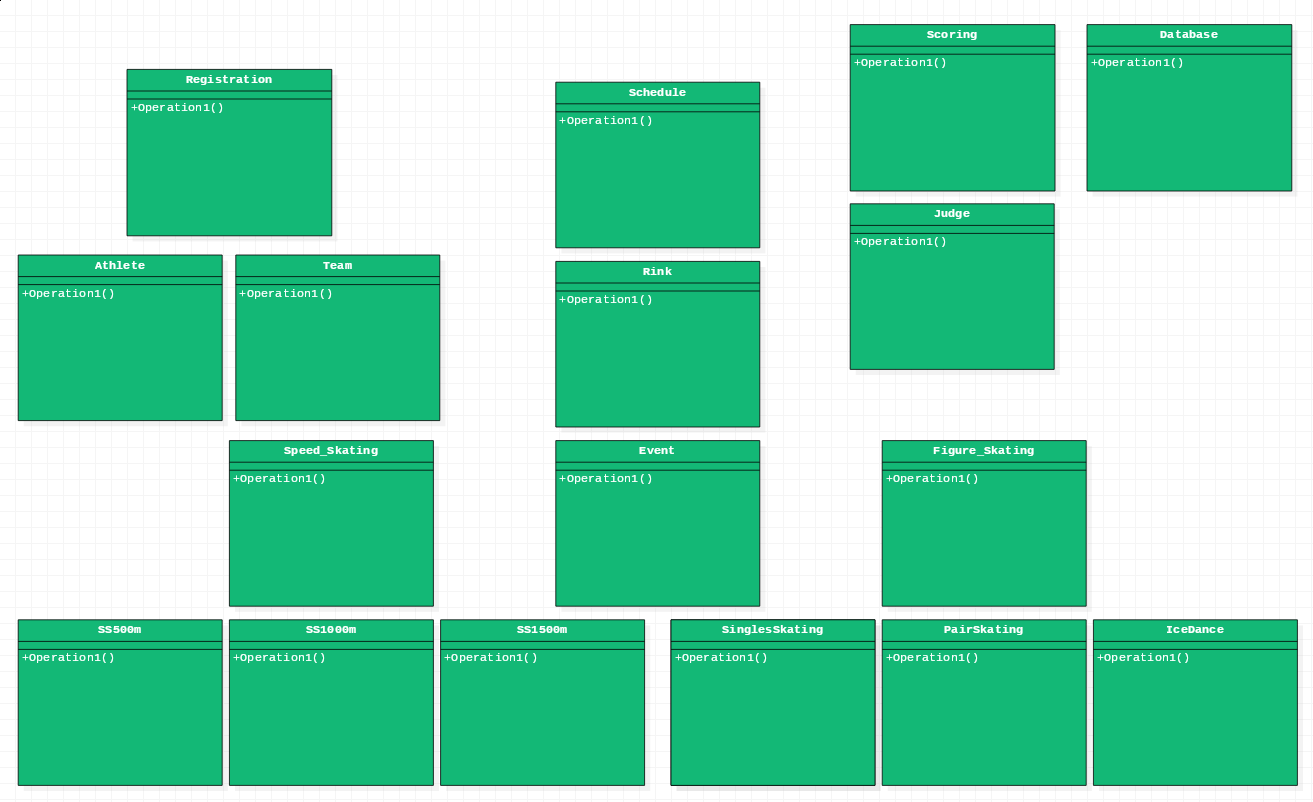 Scoring
+Operation1()
Database
+Operation1()
Registration
+Operation1()
Schedule
+Operation1()
Judge
+Operation1()
Athlete
+Operation1()
Team
+Operation1()
Rink
+Operation1()
Speed_Skating
+Operation1()
Event
+Operation1()
Figure_Skating
+Operation1()
SS500m
+Operation1()
SS1000m
+Operation1()
SS1500m
+Operation1()
SinglesSkating
+Operation1()
PairSkating
+Operation1()
IceDance
+Operation1()